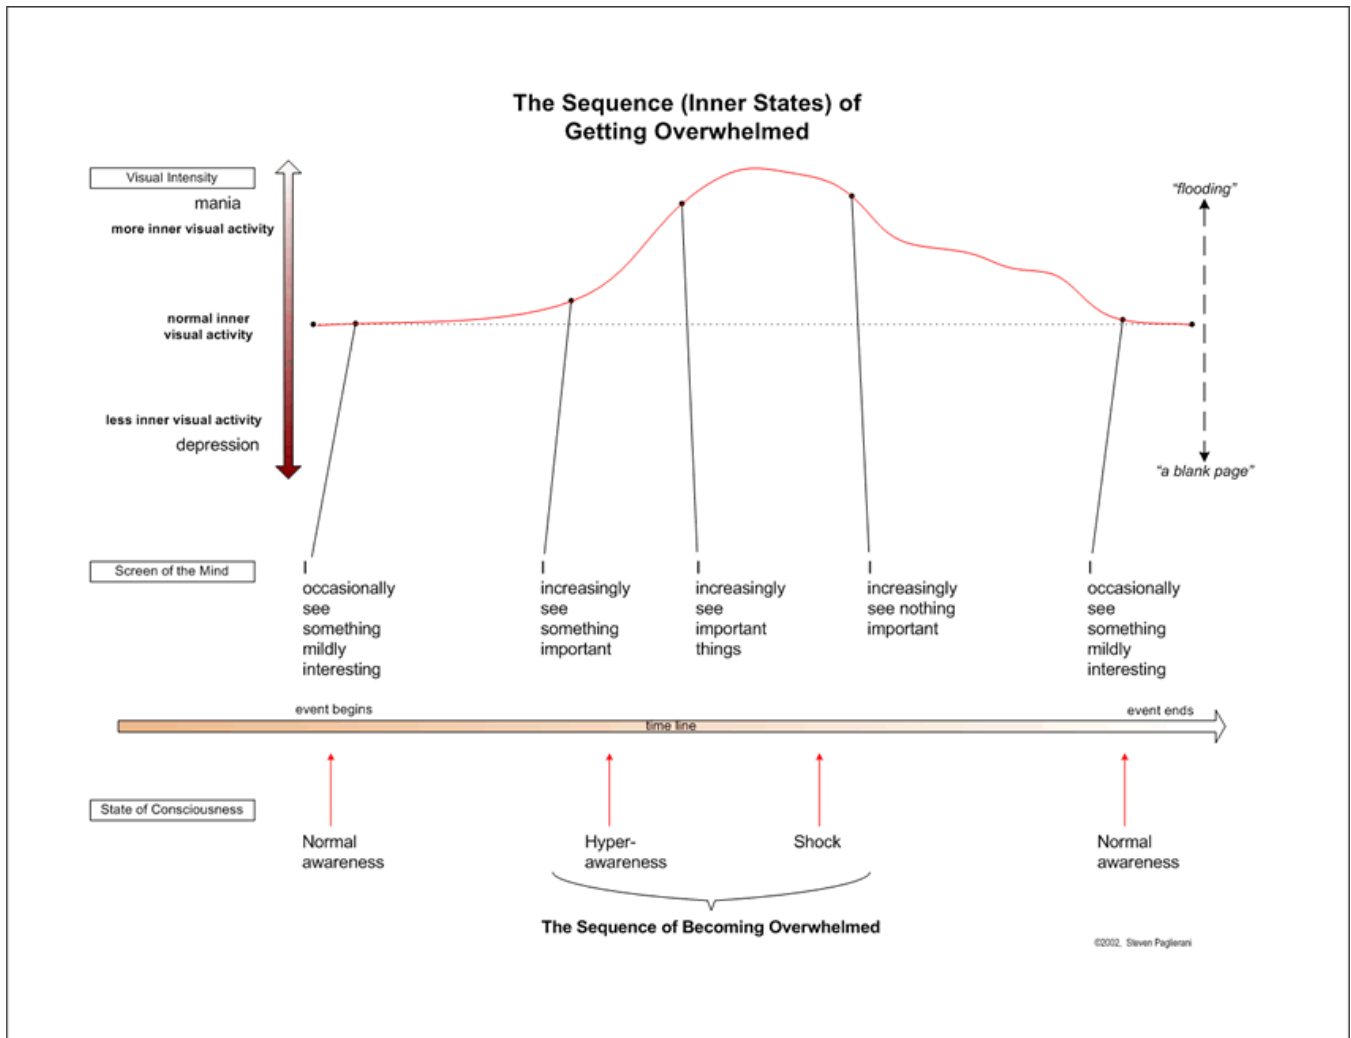 The Sequence (Inner States) of
Getting Overwhelmed
Visual Intensity
mania
more inner visual activity
normal inner
visual activity
less inner visual activity
depression
"flooding"
"a blank page"
Screen of the Mind
I
occasionally
see
something
mildly
interesting
I
increasingly
see
something
important
I
increasingly
see
important
things
I
increasingly
see nothing
important
I
occasionally
see
something
mildly
interesting
event begins
time line
event ends
State of Consciousness
Normal
awareness
Hyper-
awareness
Shock
Normal
awareness
The Sequence of Becoming Overwhelmed
©2002, Steven Paglierani